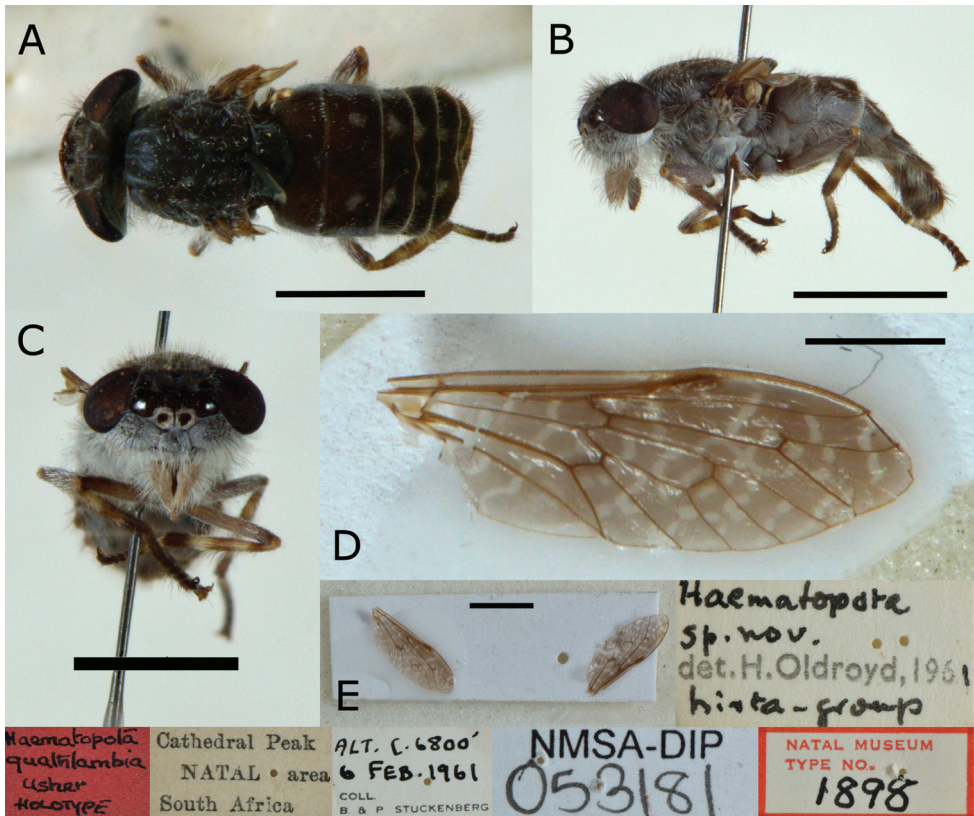 A
B
C
D
E
Haematopota
sp. nov.
det. H. Oldroyd, 1961
hirta-group
Haematopota
quathlambia
Usher
HOLOTYPE
Cathedral Peak
NATAL area
South Africa
ALT. C. 6800'
6 FEB. 1961
COLL.
B & P STUCKENBERG
NMSA-DIP
053181
NATAL MUSEUM
TYPE NO.
1898